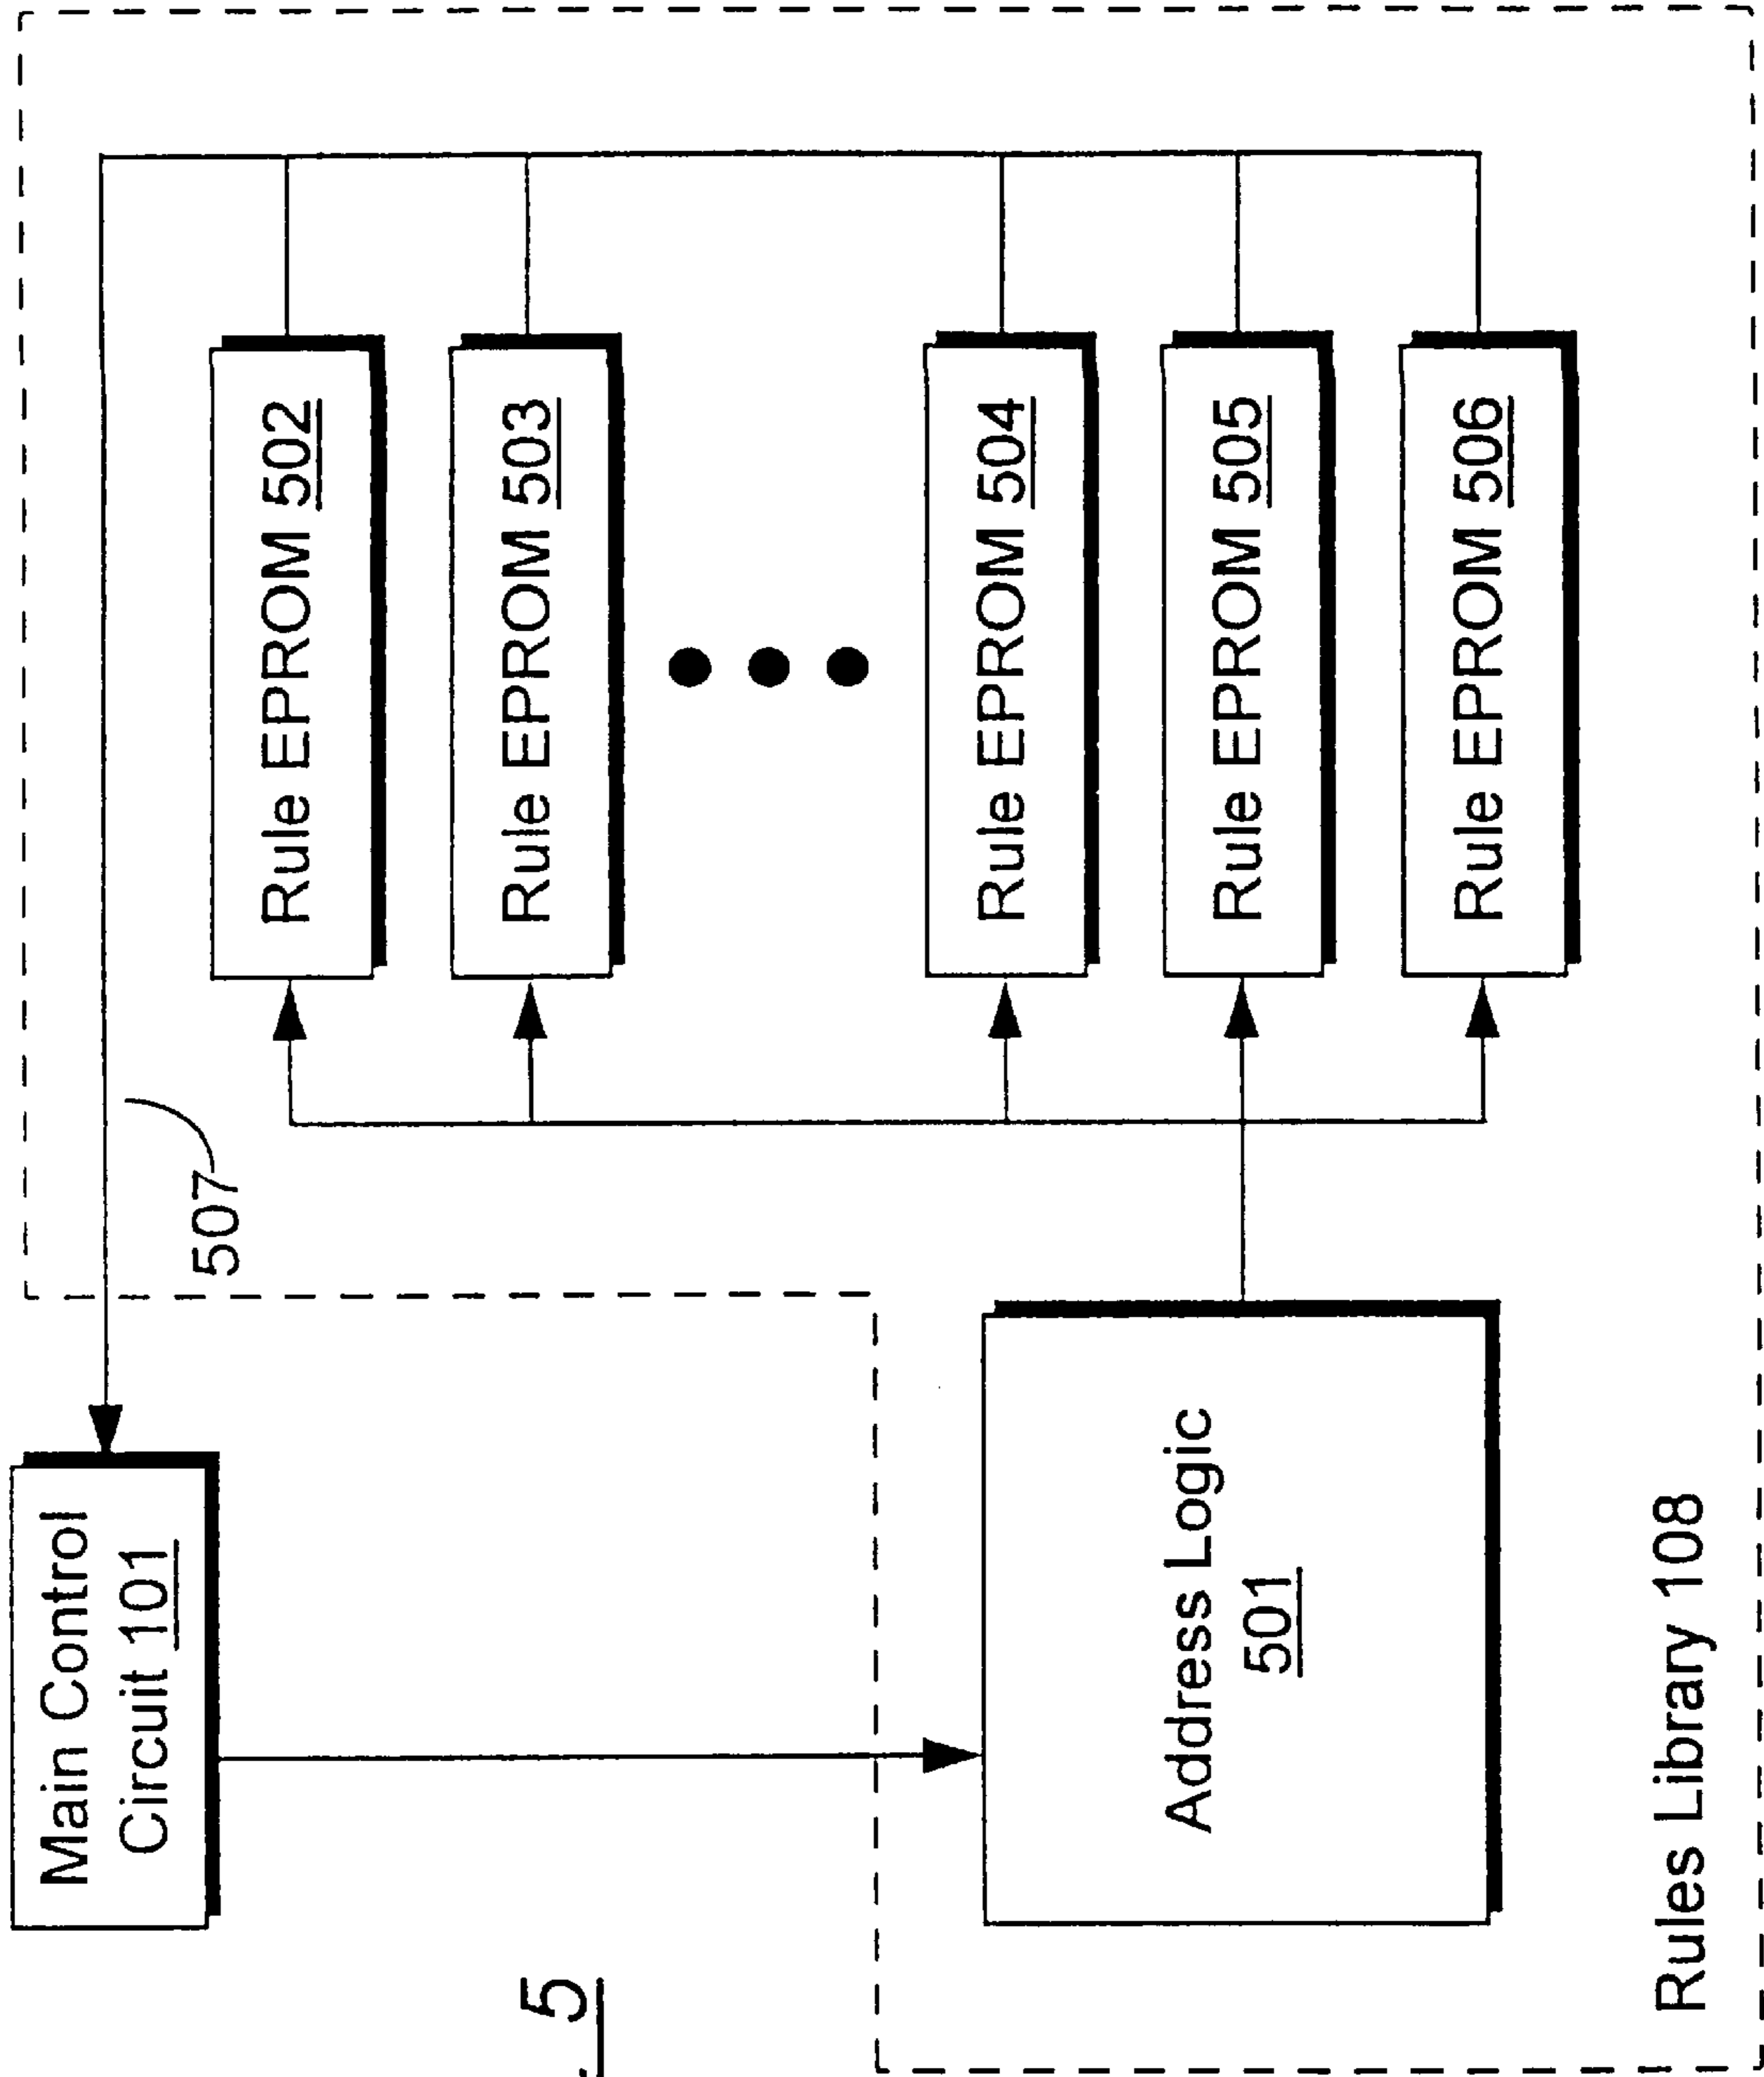 Main Control
Circuit 101
507
Rule EPROM 502
Rule EPROM 503
Rule EPROM 504
Rule EPROM 505
Rule EPROM 506
Address Logic
501
Rules Library 108
5